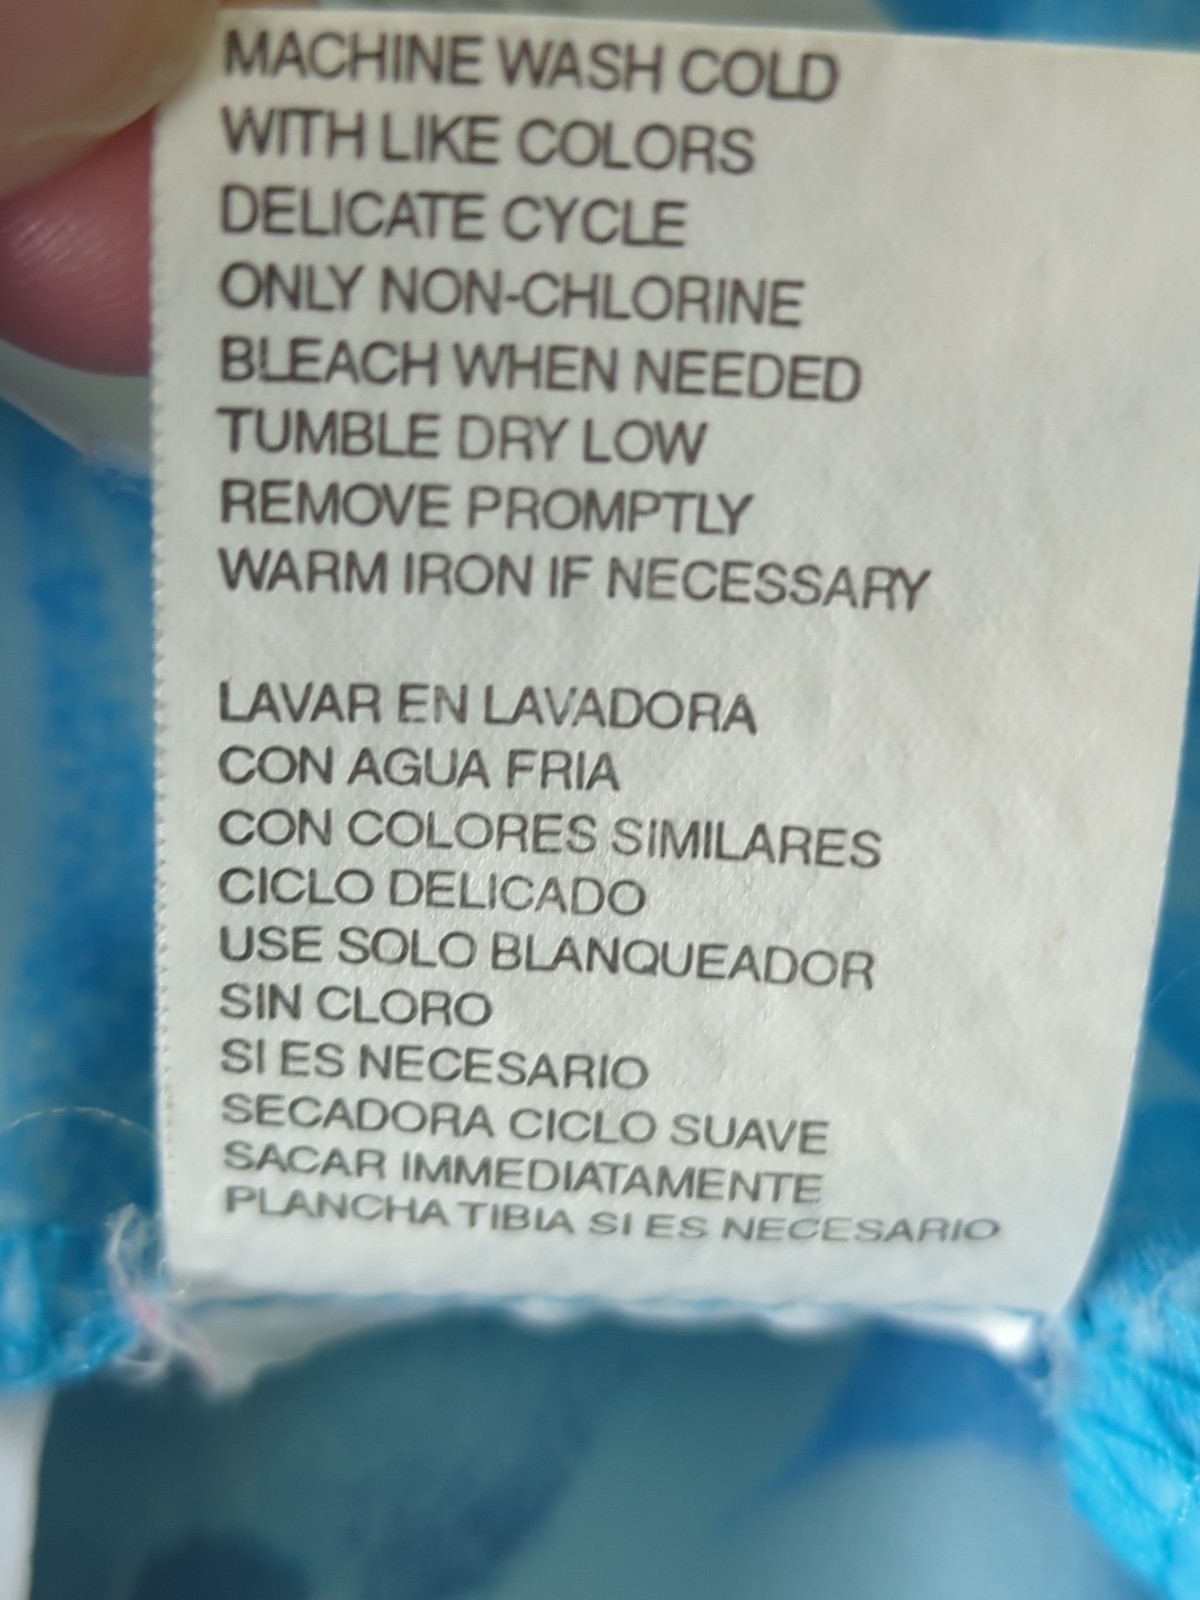 MACHINE WASH COLD
WITH LIKE COLORS
DELICATE CYCLE
ONLY NON-CHLORINE
BLEACH WHEN NEEDED
TUMBLE DRY LOW
REMOVE PROMPTLY
WARM IRON IF NECESSARY
LAVAR EN LAVADORA
CON AGUA FRIA
CON COLORES SIMILARES
CICLO DELICADO
USE SOLO BLANQUEADOR
SIN CLORO
SI ES NECESARIO
SECADORA CICLO SUAVE
SACAR IMMEDIATAMENTE
PLANCHA TIBIA SI ES NECESARIO